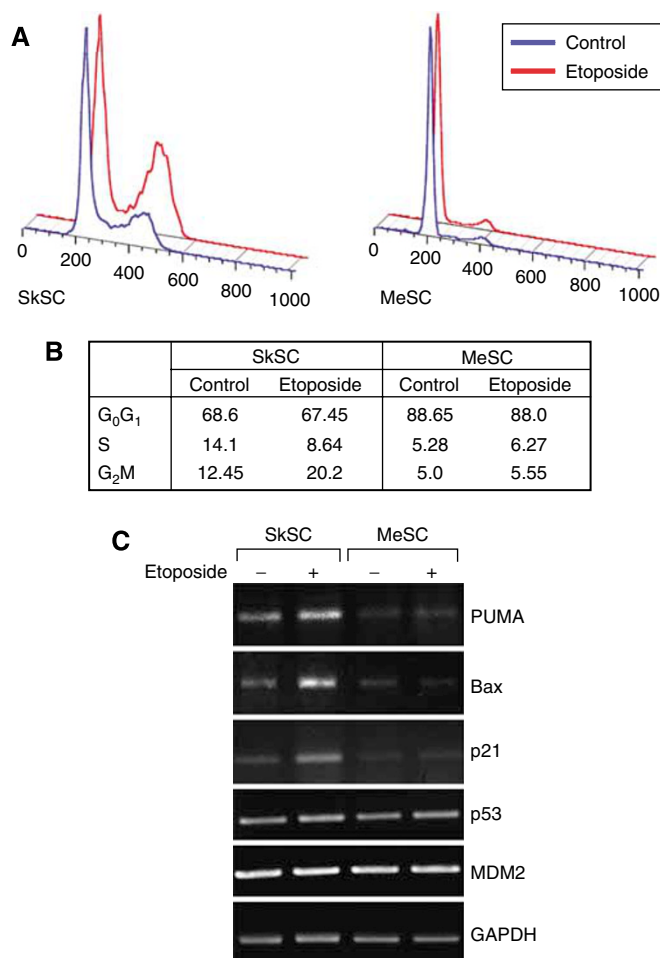 A
Control
Etoposide
0 200 400 600 800 1000
SkSC
0 200 400 600 800 1000
MeSC
B
SkSC MeSC
Control Etoposide Control Etoposide
G₀G₁ 68.6 67.45 88.65 88.0
S 14.1 8.64 5.28 6.27
G₂M 12.45 20.2 5.0 5.55
C
SkSC MeSC
Etoposide – + – +
PUMA
Bax
p21
p53
MDM2
GAPDH